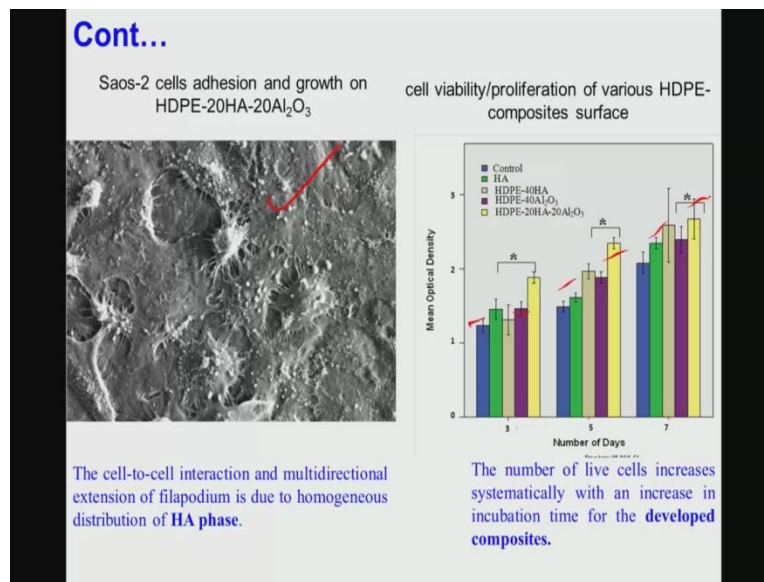 Cont...
Saos-2 cells adhesion and growth on
HDPE-20HA-20Al₂O₃
cell viability/proliferation of various HDPE-
composites surface
Control
HA
HDPE-40HA
HDPE-40Al₂O₃
HDPE-20HA-20Al₂O₃
*
*
*
Mean Optical Density
3
2
1
0
3
5
7
Number of Days
The cell-to-cell interaction and multidirectional
extension of filapodium is due to homogeneous
distribution of HA phase.
The number of live cells increases
systematically with an increase in
incubation time for the developed
composites.